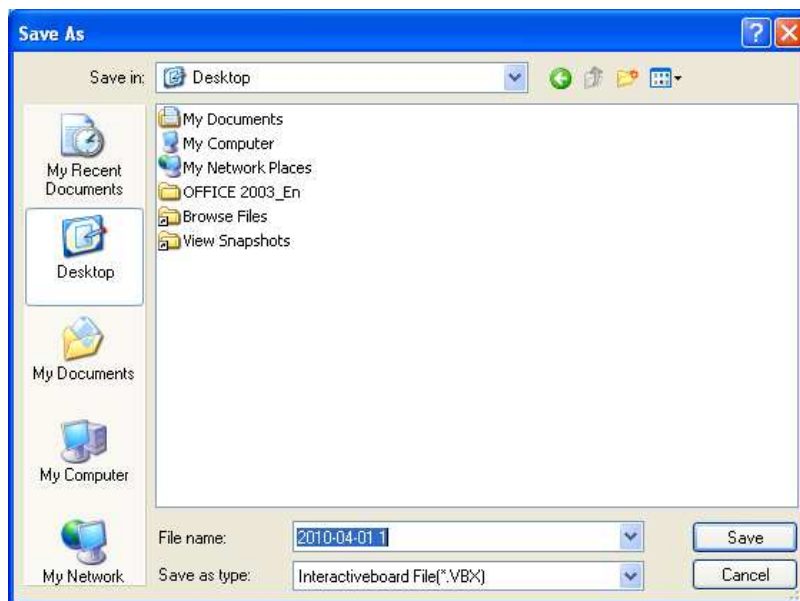 Save As
Save in: Desktop
My Recent
Documents
Desktop
My Documents
My Computer
My Network
My Documents
My Computer
My Network Places
OFFICE 2003_En
Browse Files
View Snapshots
File name: 2010-04-01 1 Save
Save as type: Interactiveboard File(*.VBX) Cancel